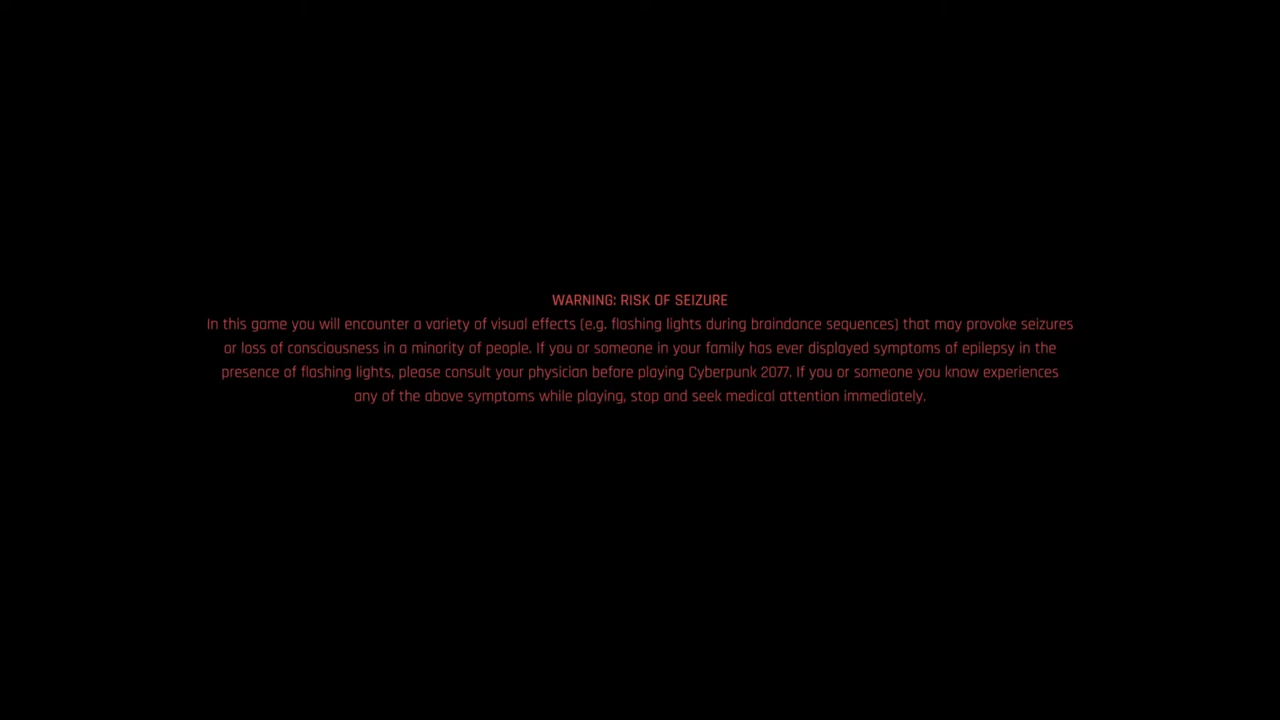 WARNING: RISK OF SEIZURE
In this game you will encounter a variety of visual effects (e.g. flashing lights during braindance sequences) that may provoke seizures
or loss of consciousness in a minority of people. If you or someone in your family has ever displayed symptoms of epilepsy in the
presence of flashing lights, please consult your physician before playing Cyberpunk 2077. If you or someone you know experiences
any of the above symptoms while playing, stop and seek medical attention immediately.